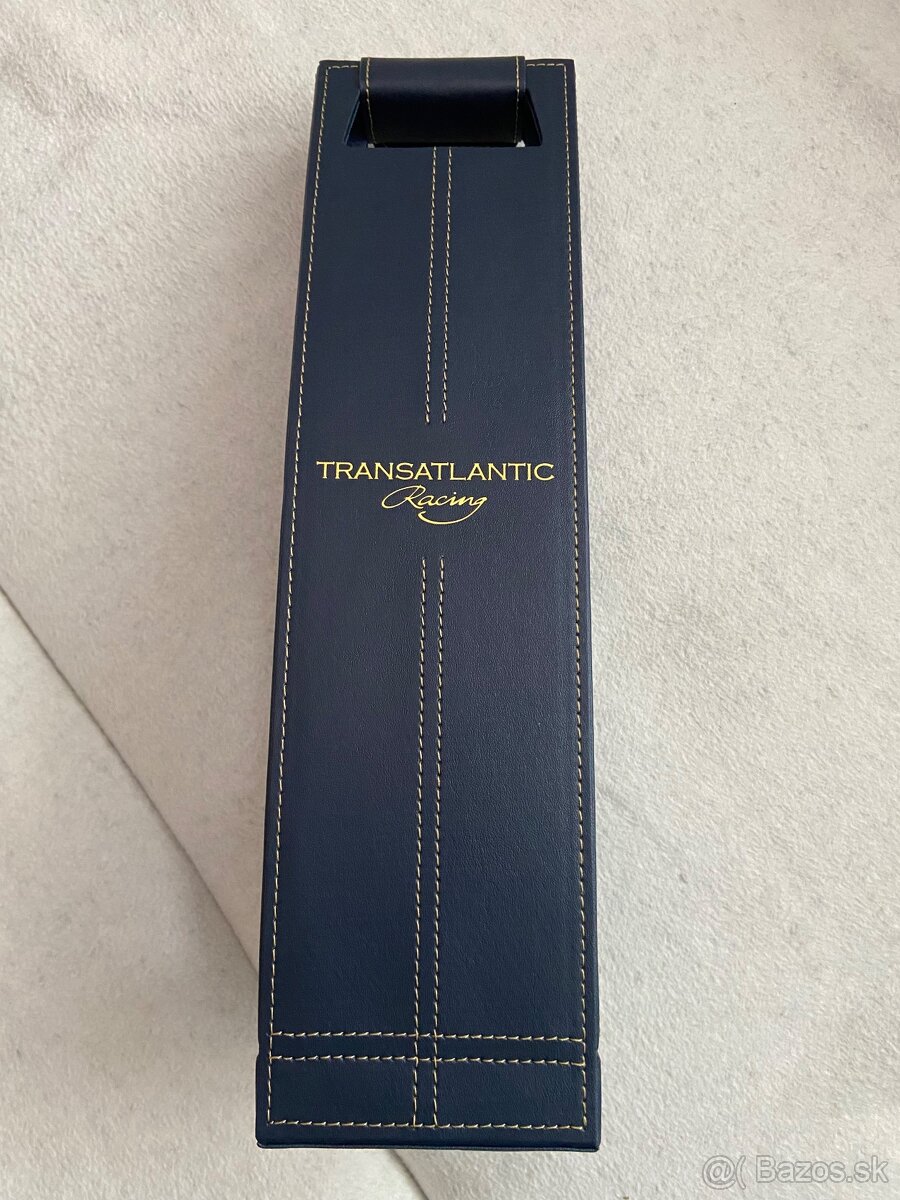 TRANSATLANTIC
Racing
@( Bazos.sk